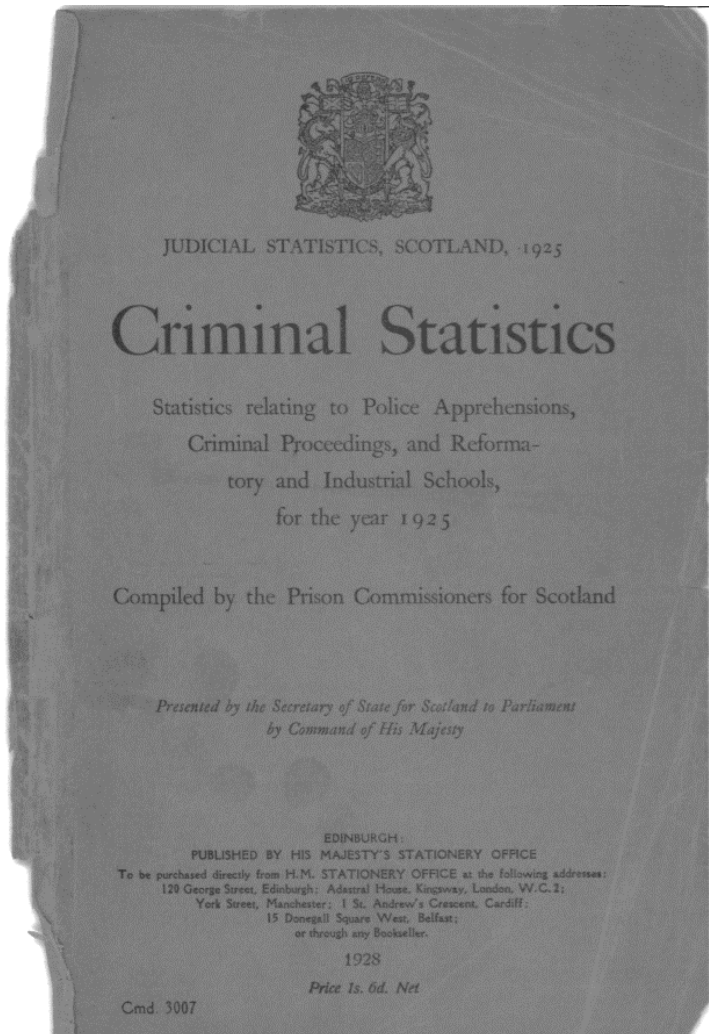 JUDICIAL STATISTICS, SCOTLAND, 1925
Criminal Statistics
Statistics relating to Police Apprehensions,
Criminal Proceedings, and Reforma-
tory and Industrial Schools,
for the year 1925
Compiled by the Prison Commissioners for Scotland
Presented by the Secretary of State for Scotland to Parliament
by Command of His Majesty
EDINBURGH:
PUBLISHED BY HIS MAJESTY'S STATIONERY OFFICE
To be purchased directly from H.M. STATIONERY OFFICE at the following addresses:
120 George Street, Edinburgh; Adastral House, Kingsway, London, W.C.2;
York Street, Manchester; 1 St. Andrew's Crescent, Cardiff;
15 Donegall Square West, Belfast;
or through any Bookseller.
1928
Price 1s. 6d. Net
Cmd. 3007